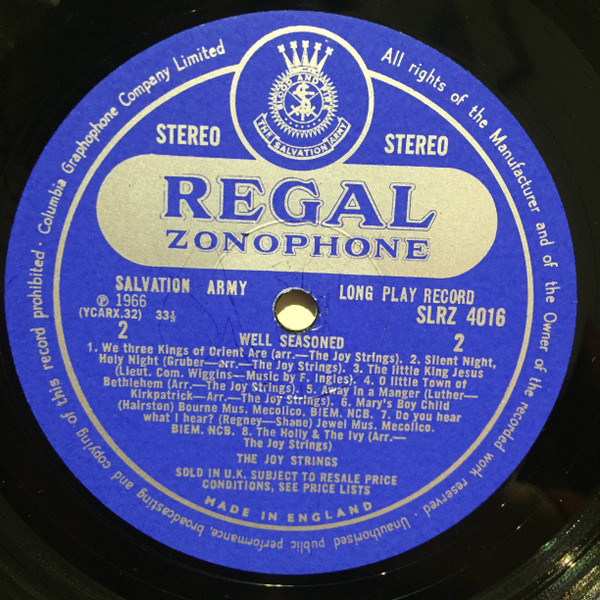 Columbia Graphophone Company Limited
All rights of the Manufacturer and of the Owner of the recorded work reserved · Unauthorised public performance, broadcasting and copying of this record prohibited ·
BLOOD AND FIRE
THE SALVATION ARMY
STEREO STEREO
REGAL
ZONOPHONE
SALVATION ARMY LONG PLAY RECORD
℗ 1966 SLRZ 4016
(YCARX.32) 33⅓
2 2
WELL SEASONED
1. We three Kings of Orient Are (arr.—The Joy Strings). 2. Silent Night,
Holy Night (Gruber—arr.—The Joy Strings). 3. The little King Jesus
(Lieut. Com. Wiggins—Music by F. Ingles). 4. O little Town of
Bethlehem (Arr.—The Joy Strings). 5. Away in a Manger (Luther—
Kirkpatrick—Arr.—The Joy Strings). 6. Mary's Boy Child
(Hairston) Bourne Mus. Mecolico. BIEM. NCB. 7. Do you hear
what I hear? (Regney—Shane) Jewel Mus. Mecolico.
BIEM. NCB. 8. The Holly & The Ivy (Arr.—
The Joy Strings)
THE JOY STRINGS
SOLD IN U.K. SUBJECT TO RESALE PRICE
CONDITIONS, SEE PRICE LISTS
MADE IN ENGLAND